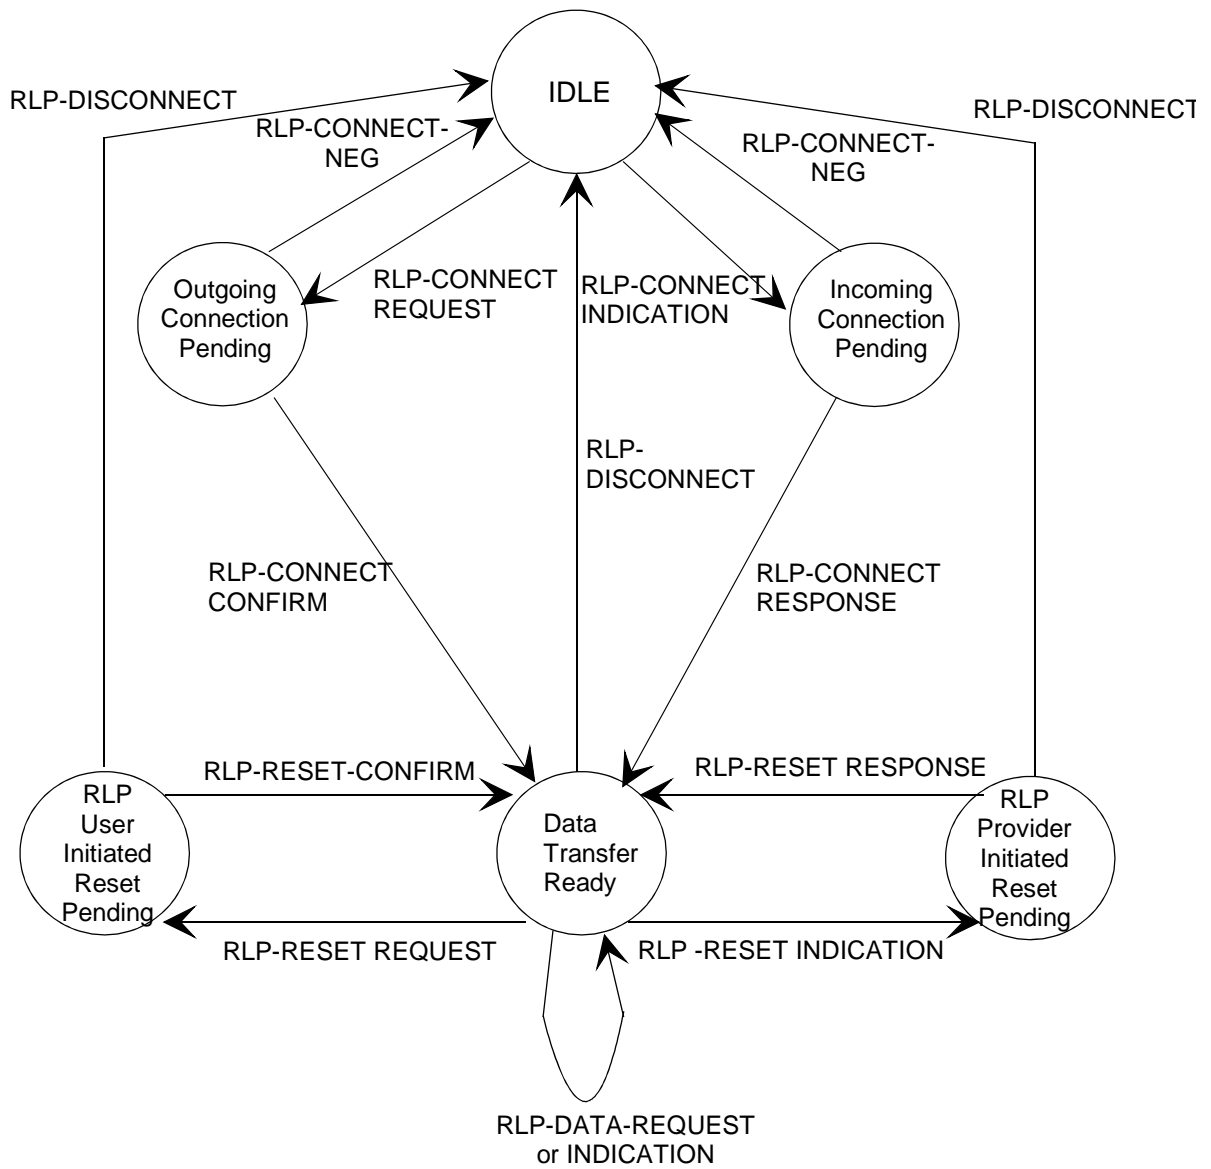 IDLE
RLP-DISCONNECT
RLP-DISCONNECT
RLP-CONNECT-
NEG
RLP-CONNECT-
NEG
Outgoing
Connection
Pending
RLP-CONNECT
REQUEST
RLP-CONNECT
INDICATION
Incoming
Connection
Pending
RLP-
DISCONNECT
RLP-CONNECT
CONFIRM
RLP-CONNECT
RESPONSE
RLP-RESET-CONFIRM
RLP-RESET RESPONSE
RLP
User
Initiated
Reset
Pending
Data
Transfer
Ready
RLP
Provider
Initiated
Reset
Pending
RLP-RESET REQUEST
RLP -RESET INDICATION
RLP-DATA-REQUEST
or INDICATION